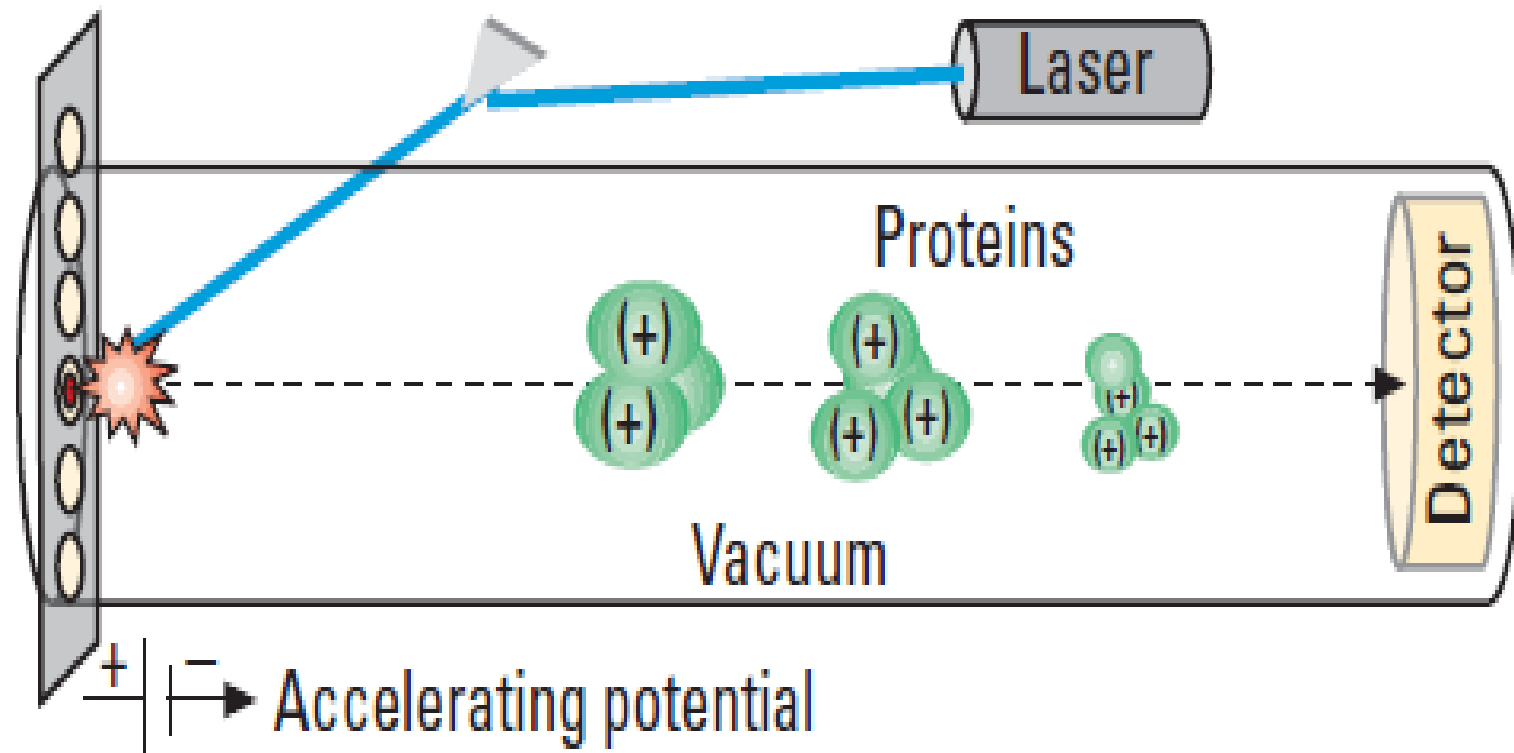 Laser
Proteins
(+)
(+)
(+)
(+)
(+)
(+)
(+)
(+)
Detector
Vacuum
+ −
Accelerating potential